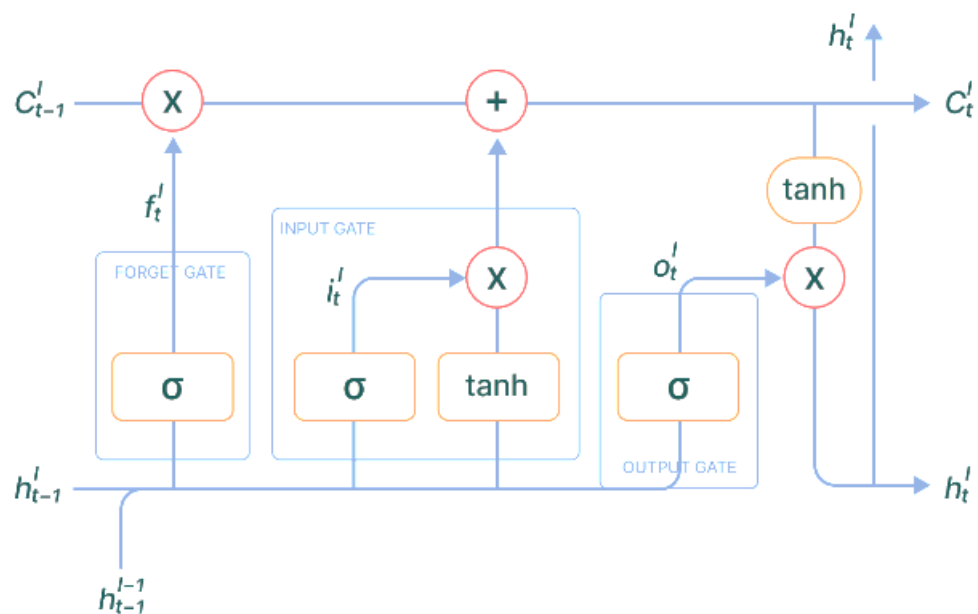 h_t^l
C_{t-1}^l
X
+
C_t^l
tanh
f_t^l
INPUT GATE
FORGET GATE
i_t^l
X
o_t^l
X
σ
σ
tanh
σ
OUTPUT GATE
h_{t-1}^l
h_t^l
h_{t-1}^{l-1}